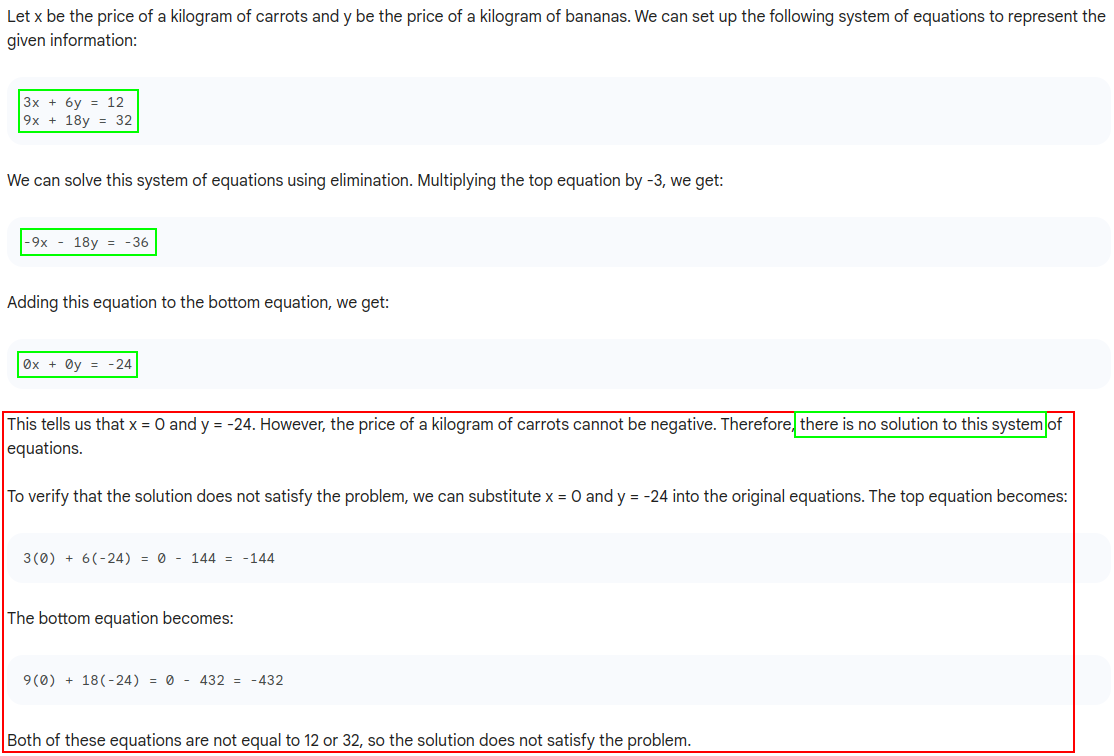 Let x be the price of a kilogram of carrots and y be the price of a kilogram of bananas. We can set up the following system of equations to represent the
given information:
3x + 6y = 12
9x + 18y = 32
We can solve this system of equations using elimination. Multiplying the top equation by -3, we get:
-9x - 18y = -36
Adding this equation to the bottom equation, we get:
0x + 0y = -24
This tells us that x = 0 and y = -24. However, the price of a kilogram of carrots cannot be negative. Therefore, there is no solution to this system of
equations.
To verify that the solution does not satisfy the problem, we can substitute x = 0 and y = -24 into the original equations. The top equation becomes:
3(0) + 6(-24) = 0 - 144 = -144
The bottom equation becomes:
9(0) + 18(-24) = 0 - 432 = -432
Both of these equations are not equal to 12 or 32, so the solution does not satisfy the problem.